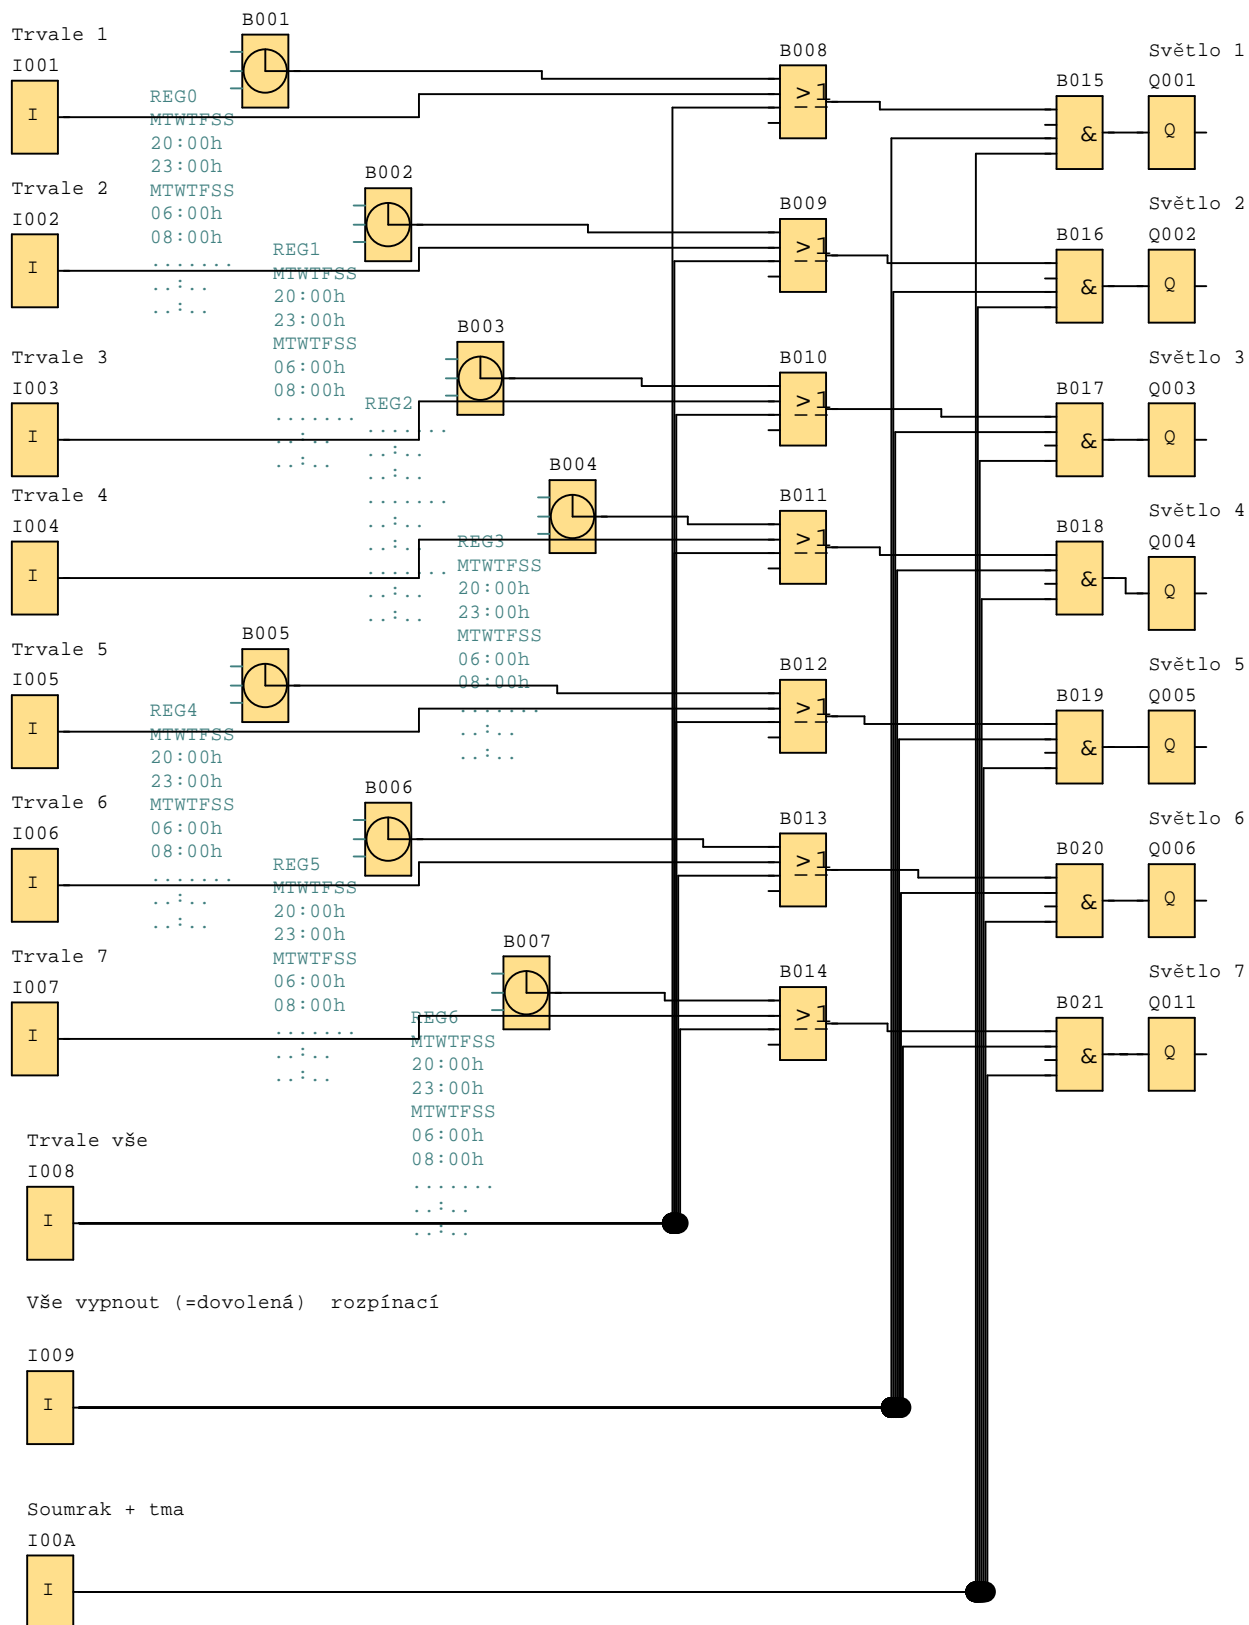 B001
Trvale 1
I001
I
REG0
MTWTFSS
20:00h
23:00h
MTWTFSS
06:00h
08:00h
.......
..:..
..:..
B008
>1
Světlo 1
B015
&
Q001
Q
Trvale 2
I002
I
B002
REG1
MTWTFSS
20:00h
23:00h
MTWTFSS
06:00h
08:00h
.......
..:..
..:..
B009
>1
Světlo 2
B016
&
Q002
Q
Trvale 3
I003
I
B003
REG2
.......
..:..
..:..
.......
..:..
..:..
.......
..:..
..:..
B010
>1
Světlo 3
B017
&
Q003
Q
Trvale 4
I004
I
B004
REG3
MTWTFSS
20:00h
23:00h
MTWTFSS
06:00h
08:00h
.......
..:..
..:..
B011
>1
Světlo 4
B018
&
Q004
Q
Trvale 5
I005
I
B005
REG4
MTWTFSS
20:00h
23:00h
MTWTFSS
06:00h
08:00h
.......
..:..
..:..
B012
>1
Světlo 5
B019
&
Q005
Q
Trvale 6
I006
I
B006
REG5
MTWTFSS
20:00h
23:00h
MTWTFSS
06:00h
08:00h
.......
..:..
..:..
B013
>1
Světlo 6
B020
&
Q006
Q
Trvale 7
I007
I
B007
REG6
MTWTFSS
20:00h
23:00h
MTWTFSS
06:00h
08:00h
.......
..:..
..:..
B014
>1
Světlo 7
B021
&
Q011
Q
Trvale vše
I008
I
Vše vypnout (=dovolená) rozpínací
I009
I
Soumrak + tma
I00A
I